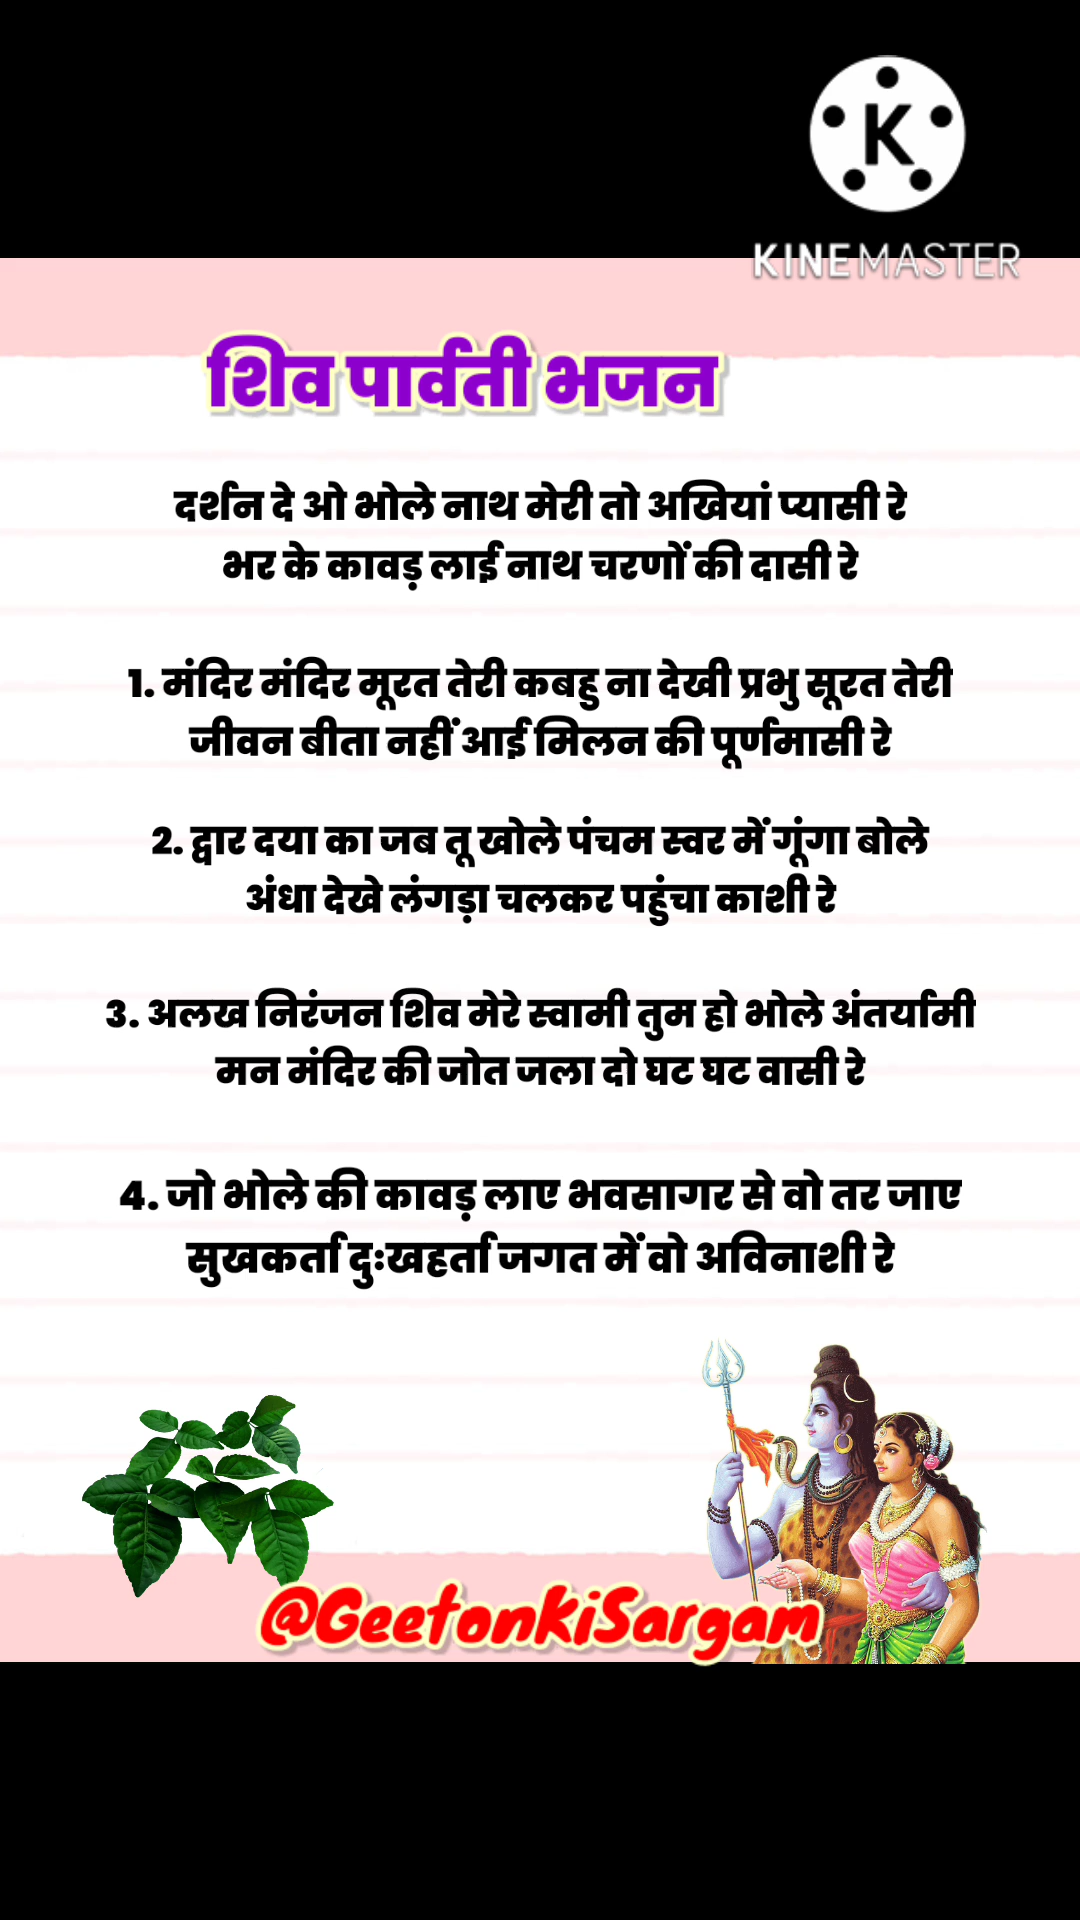 K
KINEMASTER
शिव पार्वती भजन
दर्शन दे ओ भोले नाथ मेरी तो अखियां प्यासी रे
भर के कावड़ लाई नाथ चरणों की दासी रे
1. मंदिर मंदिर मूरत तेरी कबहु ना देखी प्रभु सूरत तेरी
जीवन बीता नहीं आई मिलन की पूर्णमासी रे
2. द्वार दया का जब तू खोले पंचम स्वर में गूंगा बोले
अंधा देखे लंगड़ा चलकर पहुंचा काशी रे
3. अलख निरंजन शिव मेरे स्वामी तुम हो भोले अंतर्यामी
मन मंदिर की जोत जला दो घट घट वासी रे
4. जो भोले की कावड़ लाए भवसागर से वो तर जाए
सुखकर्ता दुःखहर्ता जगत में वो अविनाशी रे
@GeetonkiSargam